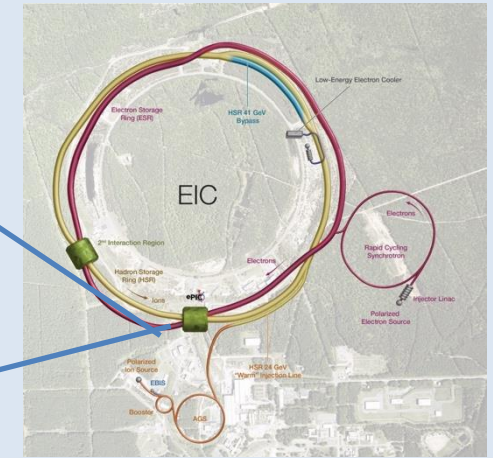 Low-Energy Electron Cooler
Electron Storage
Ring (ESR)
HSR 41 GeV
Bypass
EIC
Electrons
Rapid Cycling
Synchrotron
2nd Interaction Region
Electrons
Hadron Storage
Ring (HSR)
Ions
ePIC
Injector Linac
Polarized
Electron Source
Polarized
Ion Source
EBIS
HSR 24 GeV
"Warm" Injection Line
Booster
AGS